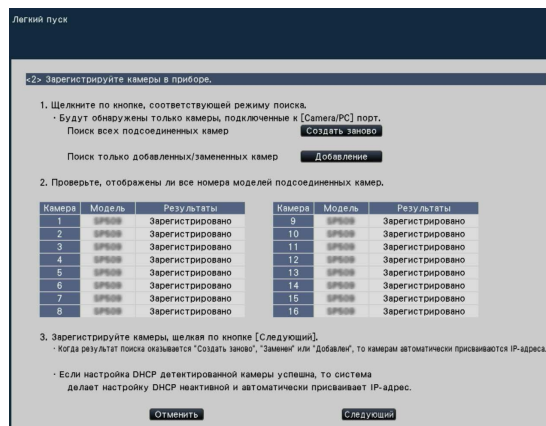 Легкий пуск
<2> Зарегистрируйте камеры в приборе.
1. Щелкните по кнопке, соответствующей режиму поиска.
· Будут обнаружены только камеры, подключенные к [Camera/PC] порт.
Поиск всех подсоединенных камер Создать заново
Поиск только добавленных/замененных камер Добавление
2. Проверьте, отображены ли все номера моделей подсоединенных камер.
Камера Модель Результаты Камера Модель Результаты
1 Зарегистрировано 9 Зарегистрировано
2 Зарегистрировано 10 Зарегистрировано
3 Зарегистрировано 11 Зарегистрировано
4 Зарегистрировано 12 Зарегистрировано
5 Зарегистрировано 13 Зарегистрировано
6 Зарегистрировано 14 Зарегистрировано
7 Зарегистрировано 15 Зарегистрировано
8 Зарегистрировано 16 Зарегистрировано
3. Зарегистрируйте камеры, щелкая по кнопке [Следующий].
· Когда результат поиска оказывается "Создать заново", "Заменен" или "Добавлен", то камерам автоматически присваиваются IP-адреса.
· Если настройка DHCP детектированной камеры успешна, то система
делает настройку DHCP неактивной и автоматически присваивает IP-адрес.
Отменить Следующий